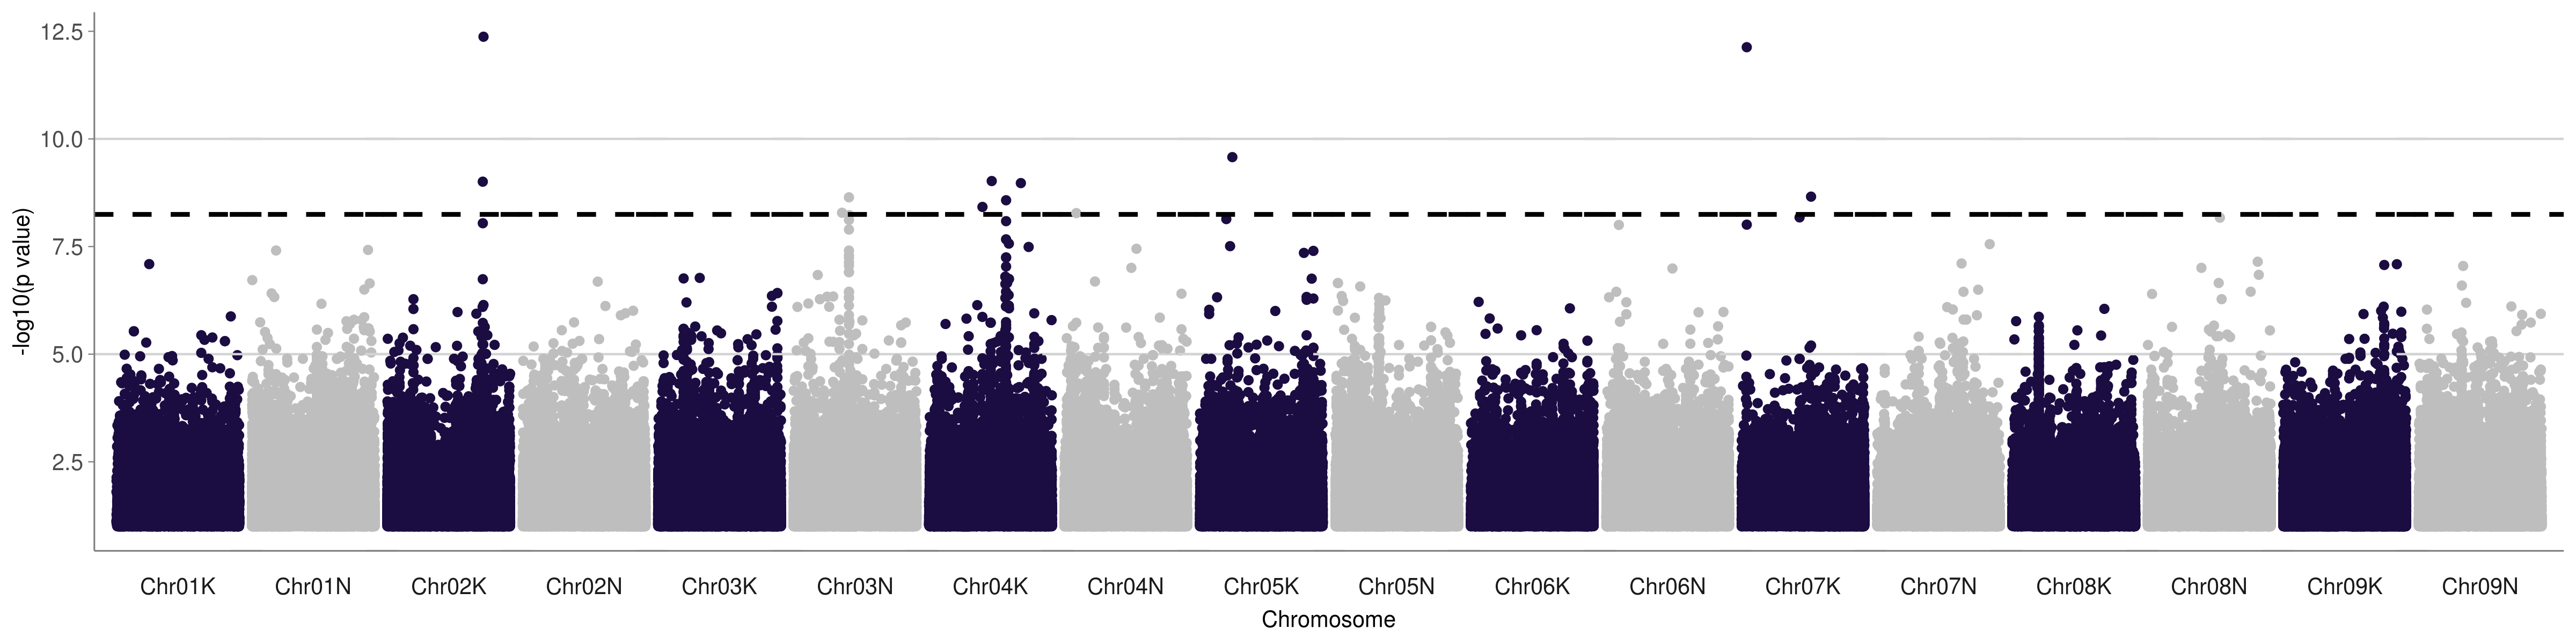 12.5
10.0
7.5
5.0
2.5
-log10(p value)
Chr01K Chr01N Chr02K Chr02N Chr03K Chr03N Chr04K Chr04N Chr05K Chr05N Chr06K Chr06N Chr07K Chr07N Chr08K Chr08N Chr09K Chr09N
Chromosome